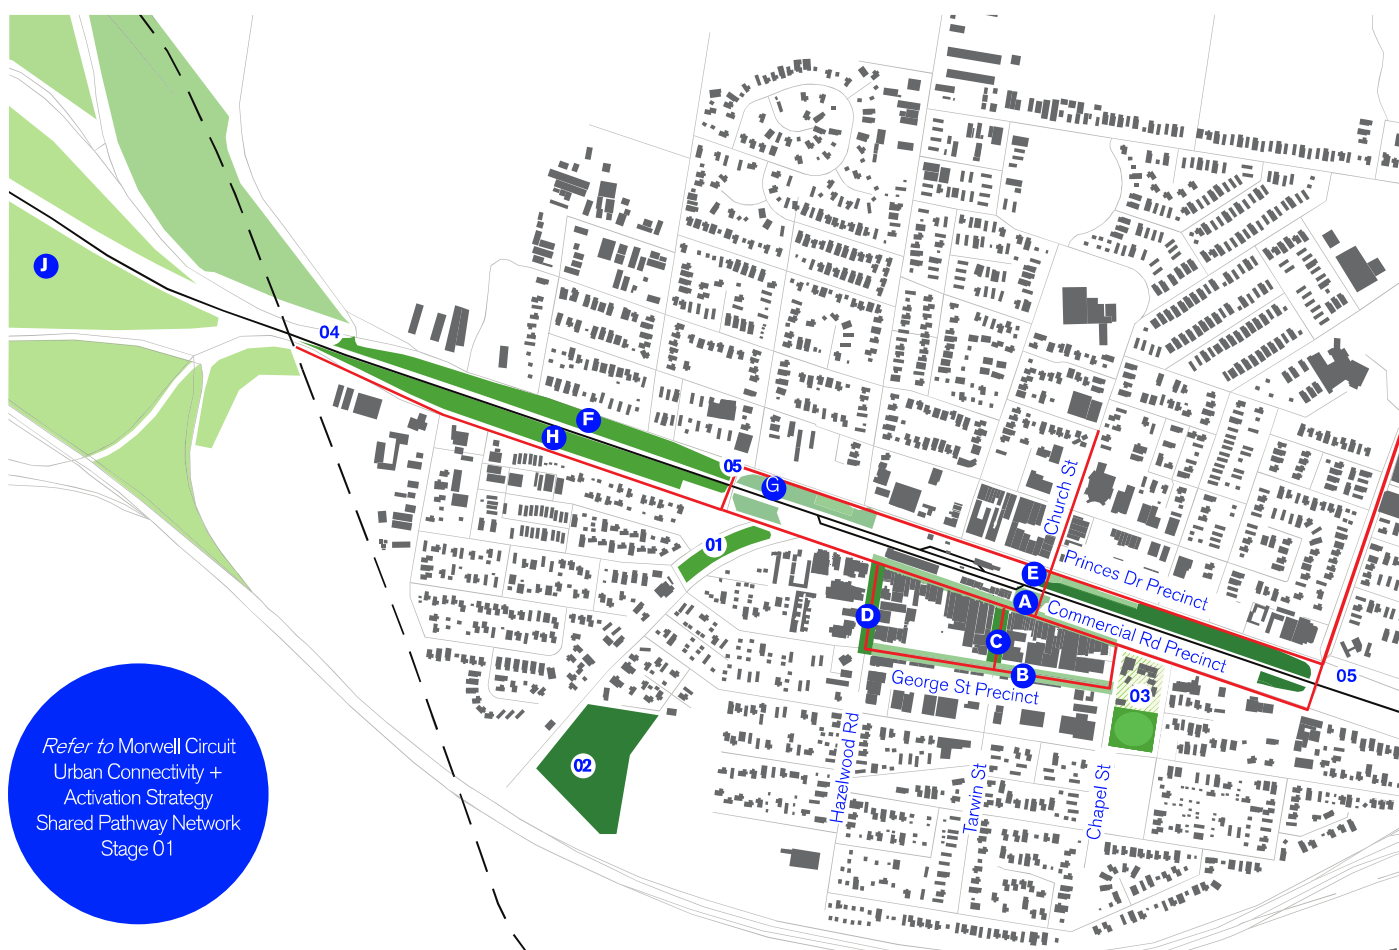 J
04
F
H
05
G
01
Church St
E
Princes Dr Precinct
A
Commercial Rd Precinct
D
C
B
George St Precinct
05
03
02
Hazelwood Rd
Tarwin St
Chapel St
Refer to Morwell Circuit
Urban Connectivity +
Activation Strategy
Shared Pathway Network
Stage 01